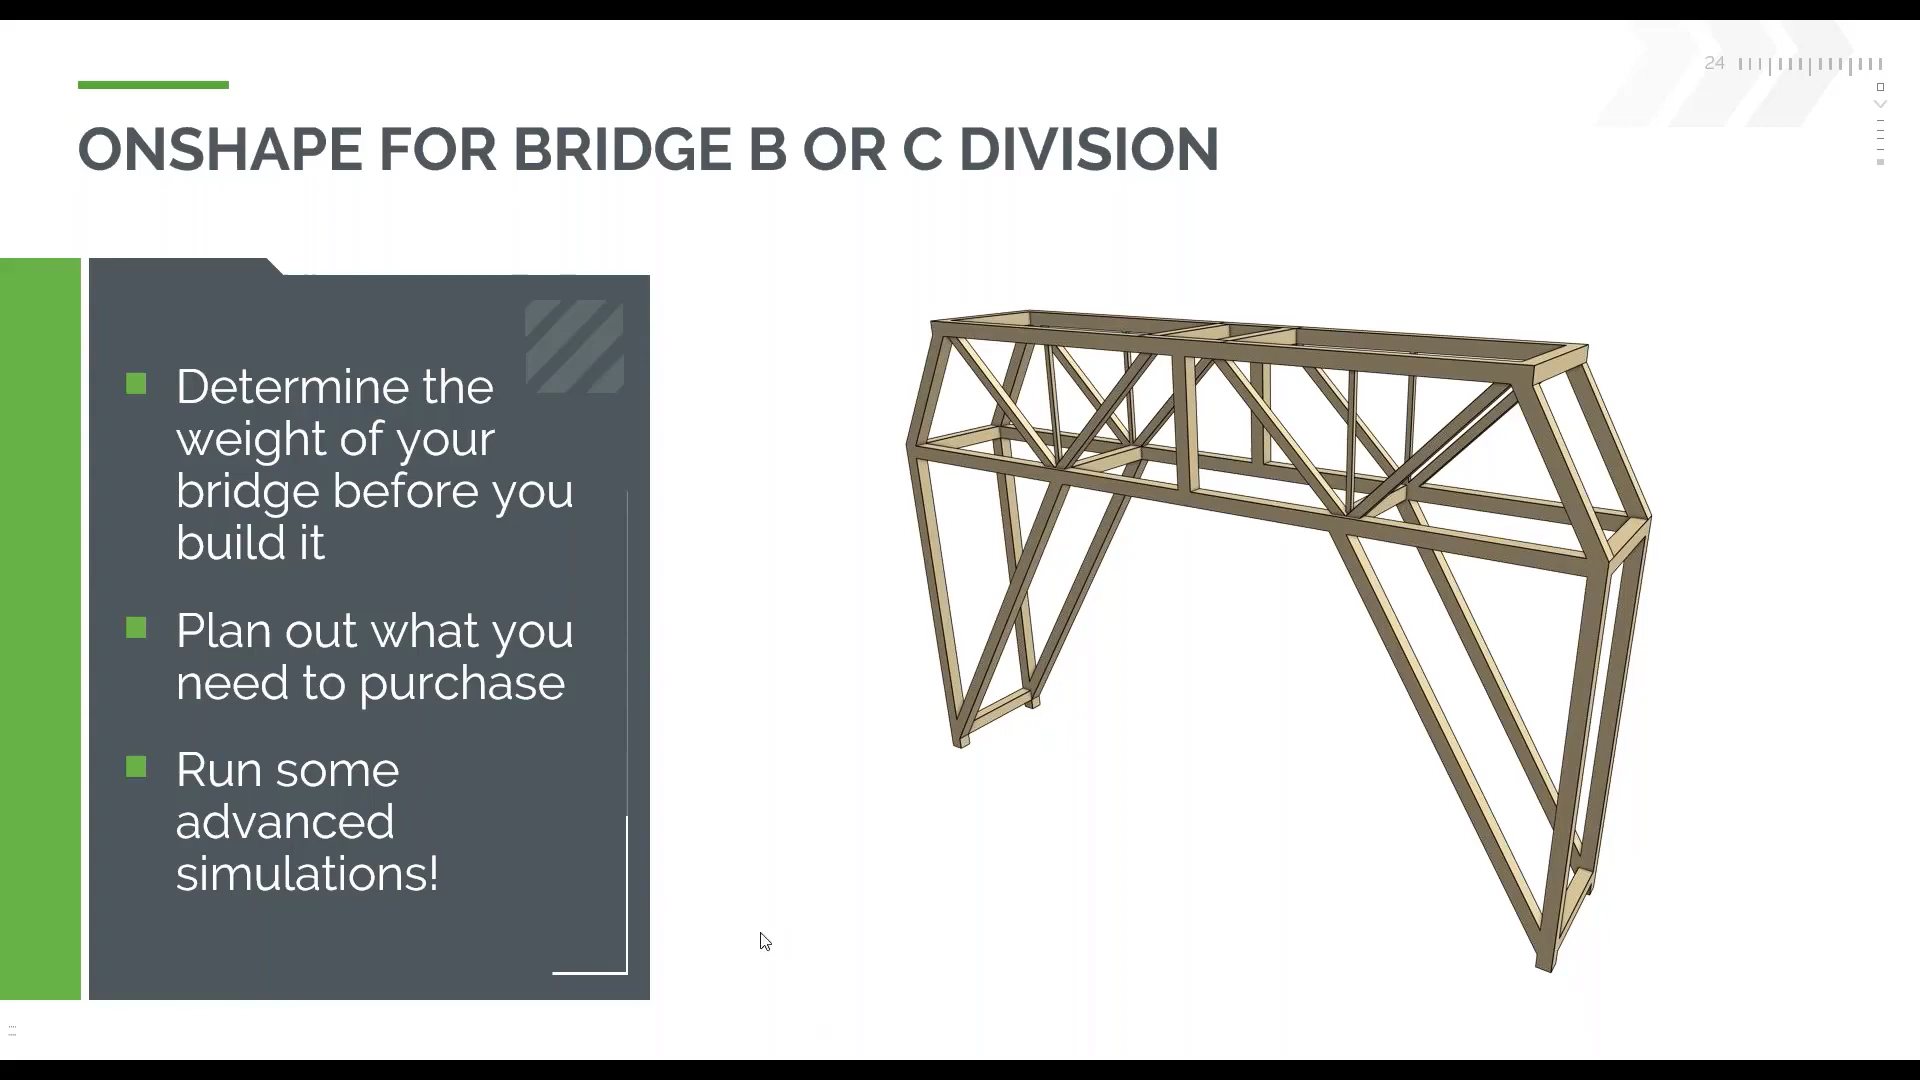 24
ONSHAPE FOR BRIDGE B OR C DIVISION
Determine the
weight of your
bridge before you
build it
Plan out what you
need to purchase
Run some
advanced
simulations!